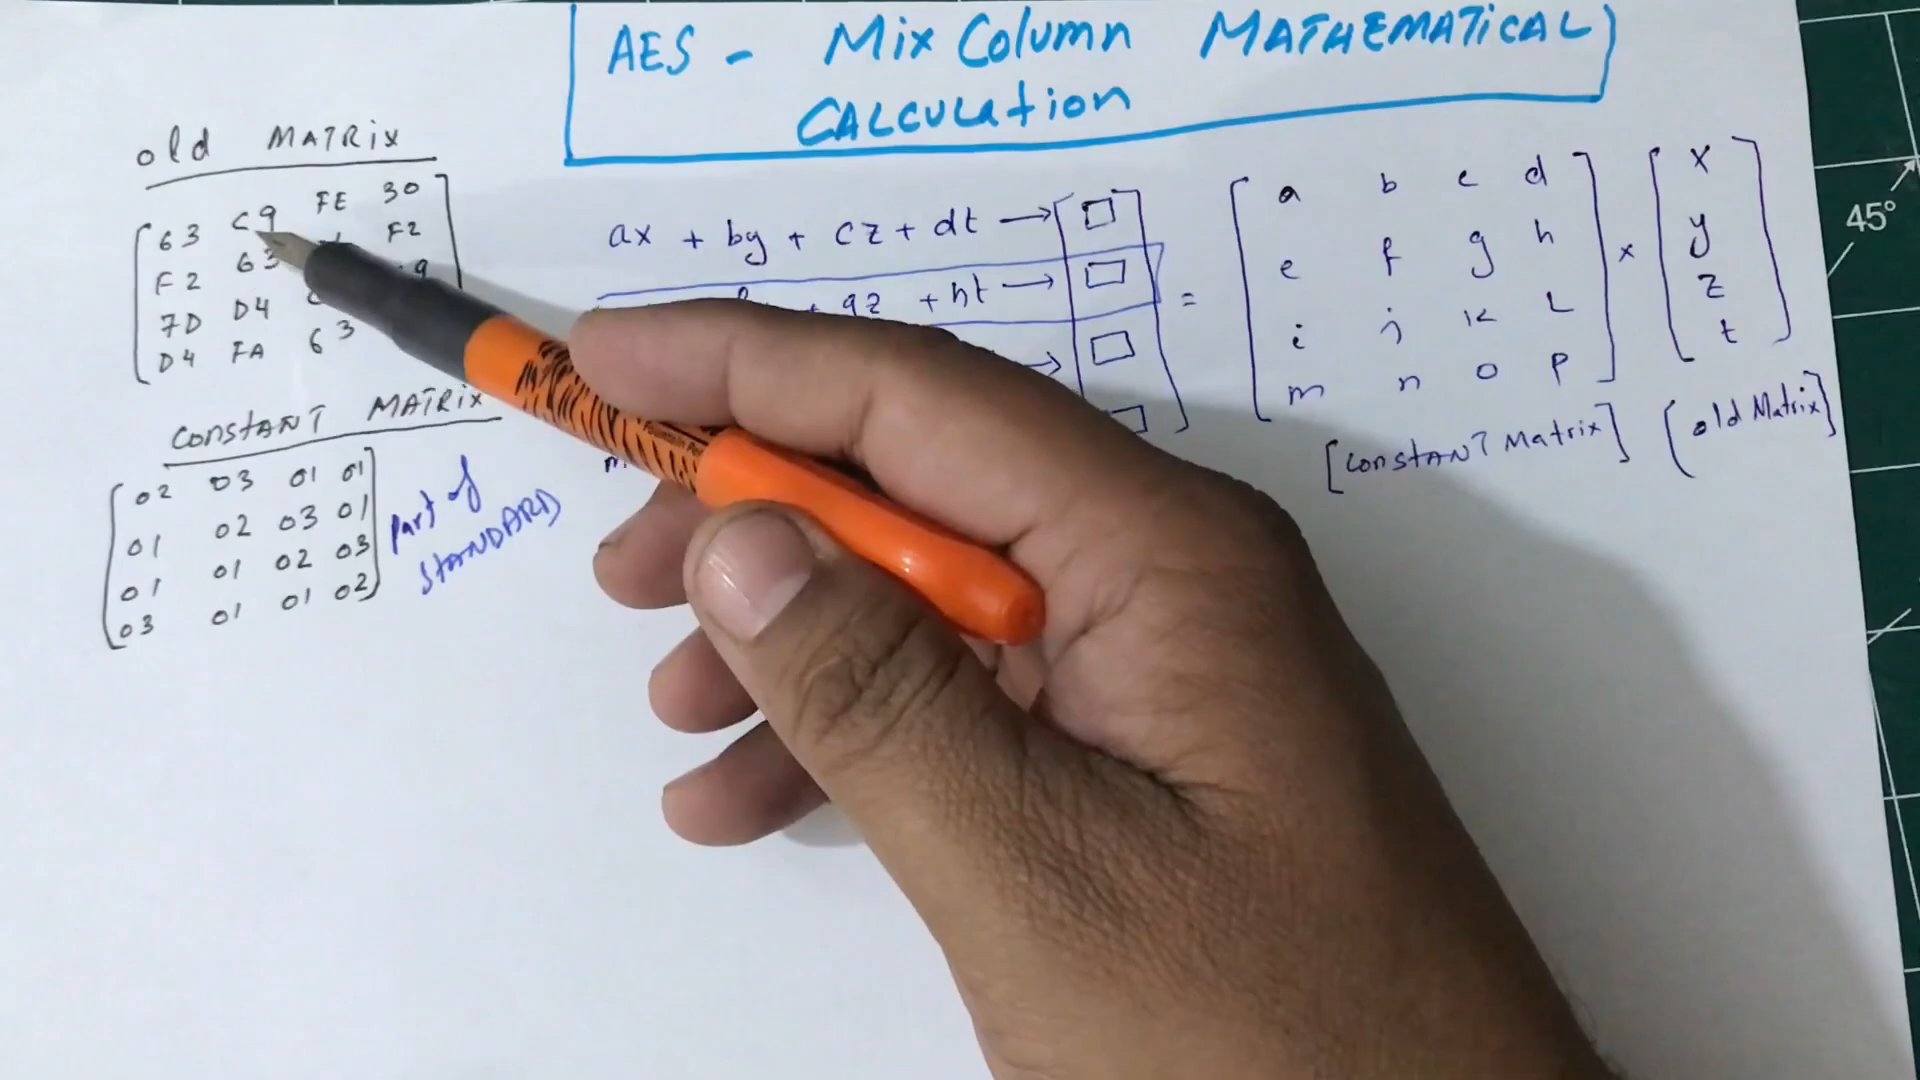 AES - Mix Column MATHEMATICAL
CALCULATION
old MATRIX
63 C9 FE 30
F2 63 F2
7D D4
D4 FA 63
CONSTANT MATRIX
02 03 01 01
01 02 03 01
01 01 02 03
03 01 01 02
Part of
STANDARD
ax + by + cz + dt →
+ gz + ht →
=
a b c d
e f g h
i j k L
m n o p
×
x
y
z
t
[CONSTANT Matrix]
[old Matrix]
45°